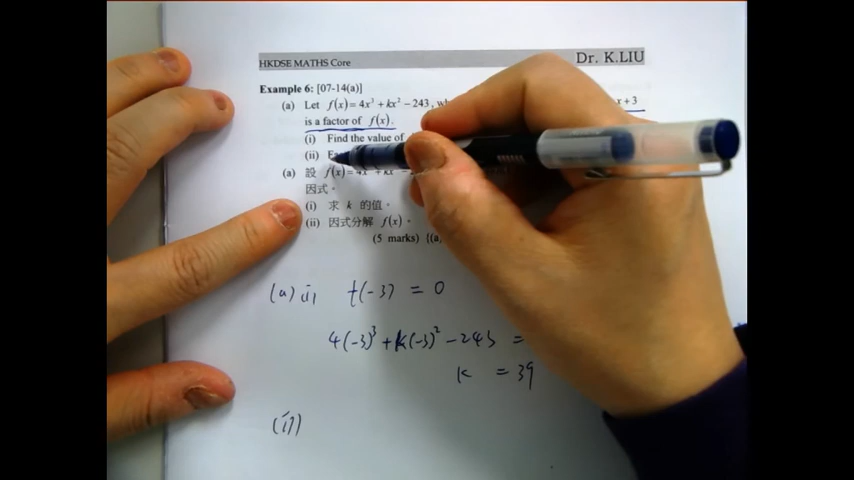 HKDSE MATHS Core Dr. K.LIU
Example 6: [07-14(a)]
(a) Let f(x) = 4x³ + kx² − 243, x+3
is a factor of f(x).
(i) Find the value of
(ii)
(a) 設 f(x) = 4x³ + kx²
因式。
(i) 求 k 的值。
(ii) 因式分解 f(x)。
(5 marks)
(a) (i) f(-3) = 0
4(-3)³ + k(-3)² - 243 =
k = 39
(ii)